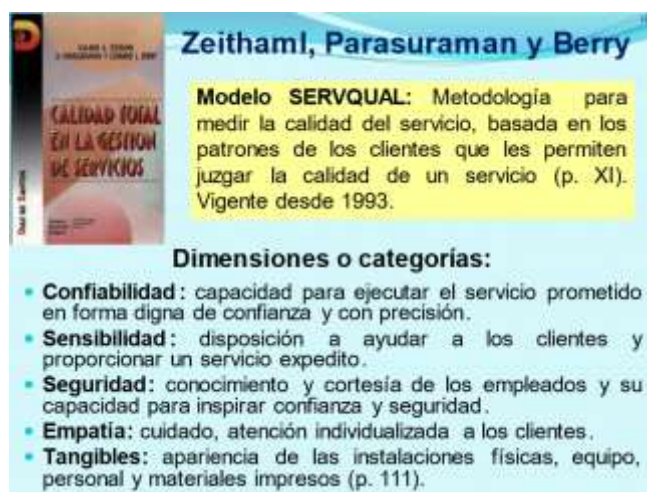 Zeithaml, Parasuraman y Berry
CALIDAD TOTAL
EN LA GESTION
DE SERVICIOS
Modelo SERVQUAL: Metodología para
medir la calidad del servicio, basada en los
patrones de los clientes que les permiten
juzgar la calidad de un servicio (p. XI).
Vigente desde 1993.
Dimensiones o categorías:
• Confiabilidad: capacidad para ejecutar el servicio prometido
en forma digna de confianza y con precisión.
• Sensibilidad: disposición a ayudar a los clientes y
proporcionar un servicio expedito.
• Seguridad: conocimiento y cortesía de los empleados y su
capacidad para inspirar confianza y seguridad.
• Empatía: cuidado, atención individualizada a los clientes.
• Tangibles: apariencia de las instalaciones físicas, equipo,
personal y materiales impresos (p. 111).